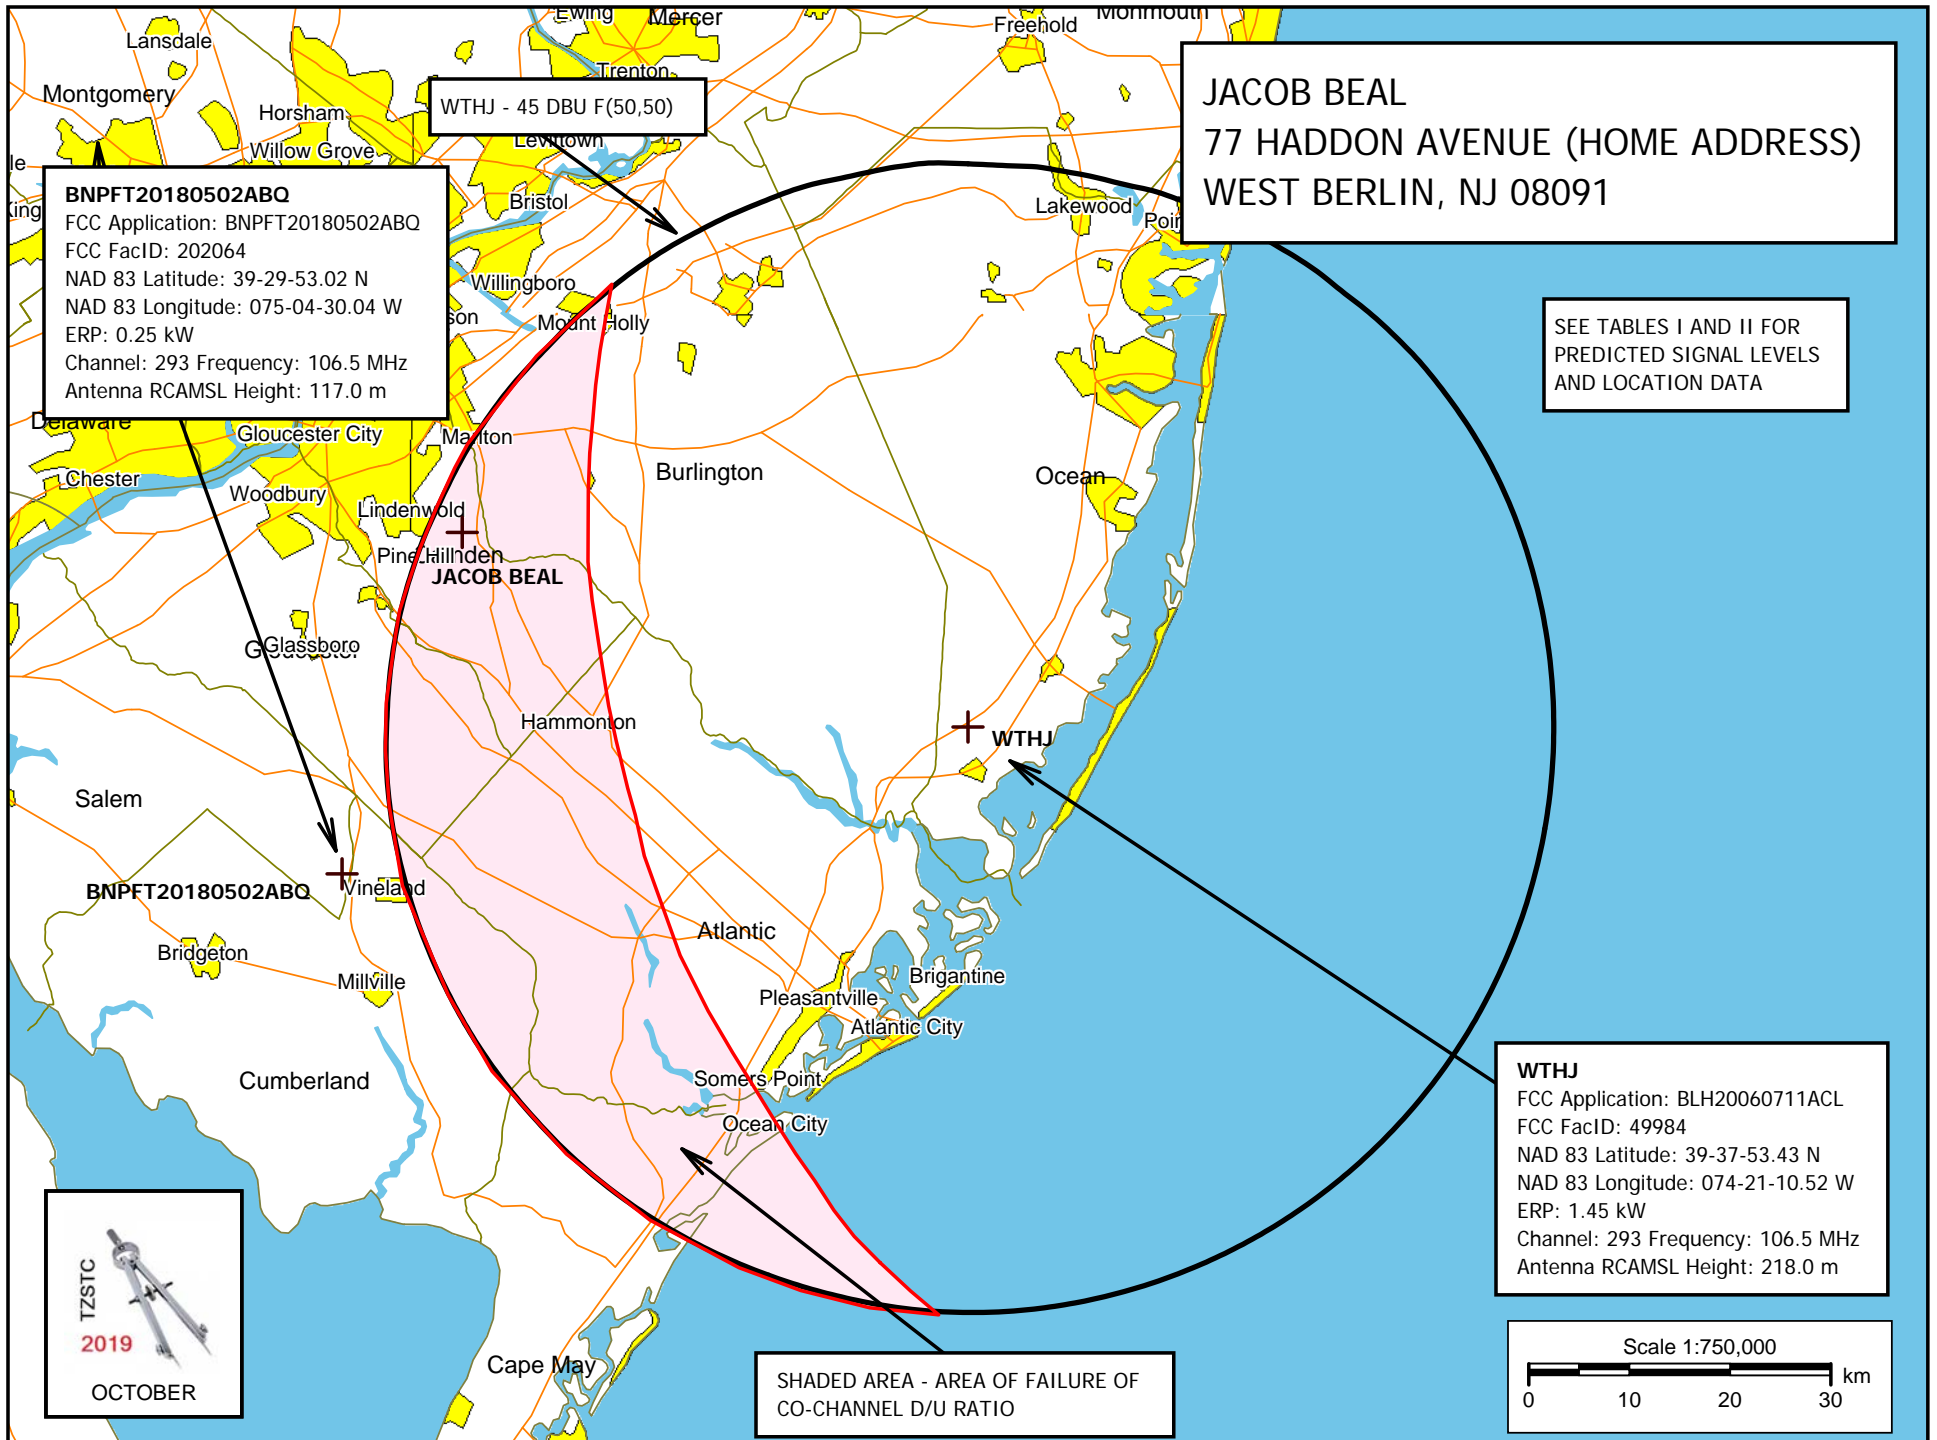 Ewing
Mercer
Monmouth
Lansdale
Freehold
Trenton
Montgomery
Horsham
WTHJ - 45 DBU F(50,50)
Levittown
Willow Grove
JACOB BEAL
77 HADDON AVENUE (HOME ADDRESS)
WEST BERLIN, NJ 08091
le
King
Bristol
Lakewood
Poin
BNPFT20180502ABQ
FCC Application: BNPFT20180502ABQ
FCC FacID: 202064
NAD 83 Latitude: 39-29-53.02 N
NAD 83 Longitude: 075-04-30.04 W
ERP: 0.25 kW
Channel: 293 Frequency: 106.5 MHz
Antenna RCAMSL Height: 117.0 m
Willingboro
son
Mount Holly
SEE TABLES I AND II FOR
PREDICTED SIGNAL LEVELS
AND LOCATION DATA
Delaware
Gloucester City
Marlton
Chester
Woodbury
Burlington
Ocean
Lindenwold
Pine Hill
JACOB BEAL
Glassboro
Gloucester
Hammonton
WTHJ
Salem
BNPFT20180502ABQ
Vineland
Bridgeton
Millville
Atlantic
Brigantine
Pleasantville
Atlantic City
Cumberland
Somers Point
Ocean City
WTHJ
FCC Application: BLH20060711ACL
FCC FacID: 49984
NAD 83 Latitude: 39-37-53.43 N
NAD 83 Longitude: 074-21-10.52 W
ERP: 1.45 kW
Channel: 293 Frequency: 106.5 MHz
Antenna RCAMSL Height: 218.0 m
TZSTC
2019
OCTOBER
Cape May
SHADED AREA - AREA OF FAILURE OF
CO-CHANNEL D/U RATIO
Scale 1:750,000
km
0 10 20 30